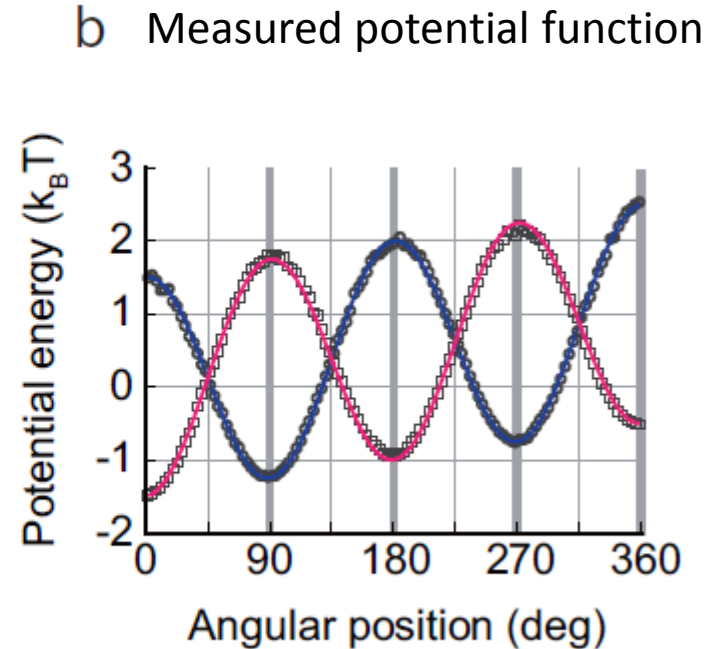 b Measured potential function
Potential energy (kBT)
3
2
1
0
-1
-2
0 90 180 270 360
Angular position (deg)